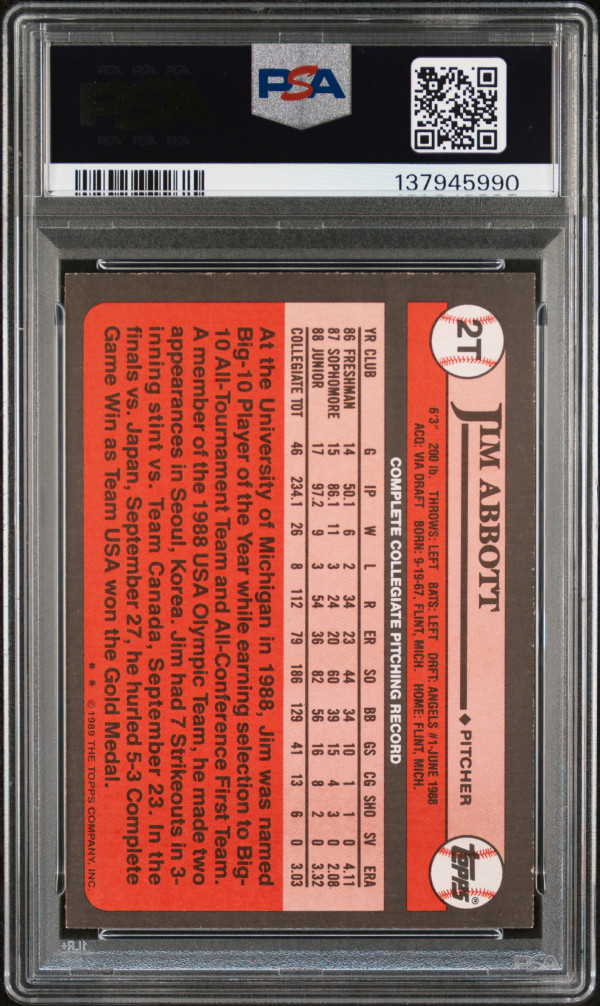 PSA
137945990
2T
JIM ABBOTT
◆ PITCHER
topps®
6'3" 200 lb. THROWS: LEFT BATS: LEFT DRFT: ANGELS #1-JUNE 1988
ACQ: VIA DRAFT BORN: 9-19-67, FLINT, MICH. HOME: FLINT, MICH.
COMPLETE COLLEGIATE PITCHING RECORD
YR CLUB G IP W L R ER SO BB GS CG SHO SV ERA
86 FRESHMAN 14 50.1 6 2 34 23 44 34 10 1 1 0 4.11
87 SOPHOMORE 15 86.1 11 3 24 20 60 39 15 4 3 0 2.08
88 JUNIOR 17 97.2 9 3 54 36 82 56 16 8 2 0 3.32
COLLEGIATE TOT 46 234.1 26 8 112 79 186 129 41 13 6 0 3.03
At the University of Michigan in 1988, Jim was named
Big-10 Player of the Year while earning selection to Big-
10 All-Tournament Team and All-Conference First Team.
A member of the 1988 USA Olympic Team, he made two
appearances in Seoul, Korea. Jim had 7 Strikeouts in 3-
inning stint vs. Team Canada, September 23. In the
finals vs. Japan, September 27, he hurled 5-3 Complete
Game Win as Team USA won the Gold Medal.
* * © 1989 THE TOPPS COMPANY, INC.
PSA